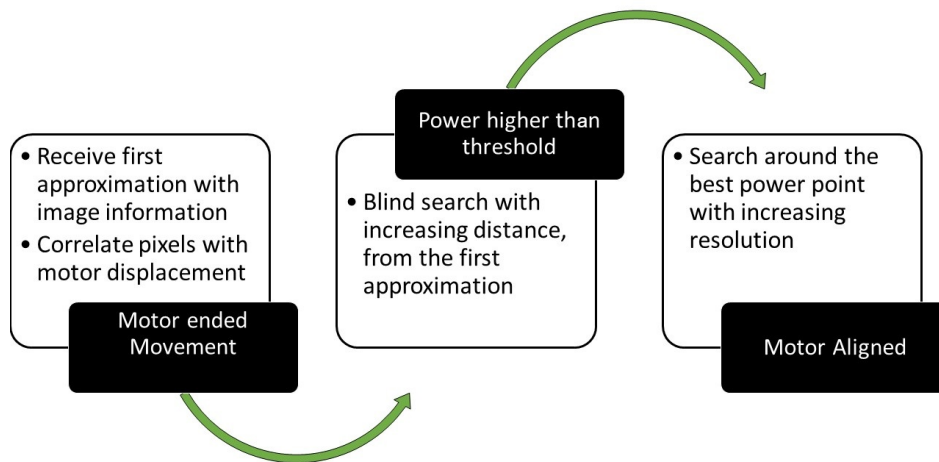 • Receive first
approximation with
image information
• Correlate pixels with
motor displacement
Motor ended
Movement
Power higher than
threshold
• Blind search with
increasing distance,
from the first
approximation
• Search around the
best power point
with increasing
resolution
Motor Aligned